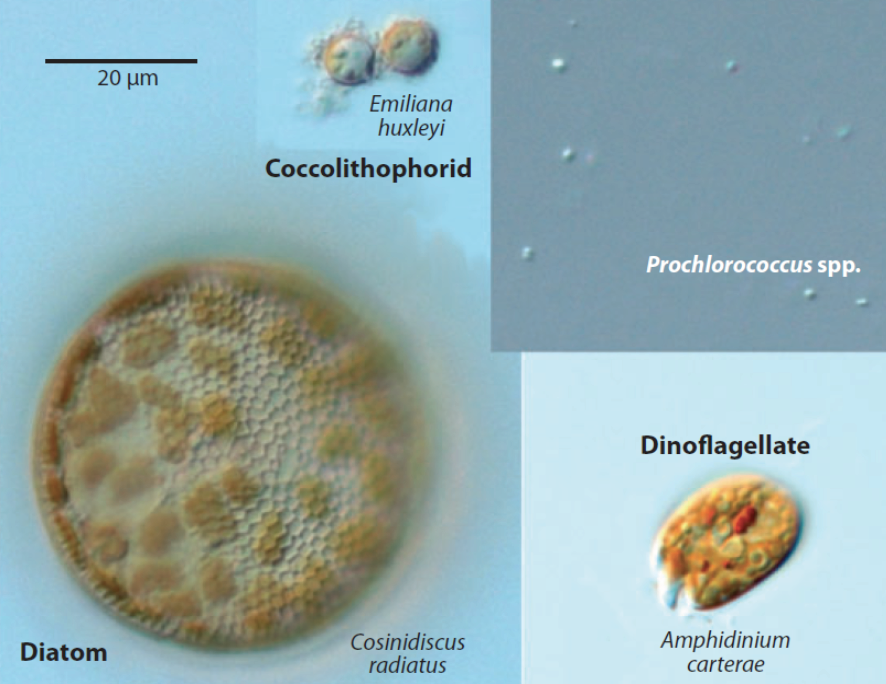 20 µm
Emiliana
huxleyi
Coccolithophorid
Prochlorococcus spp.
Dinoflagellate
Diatom
Cosinidiscus
radiatus
Amphidinium
carterae